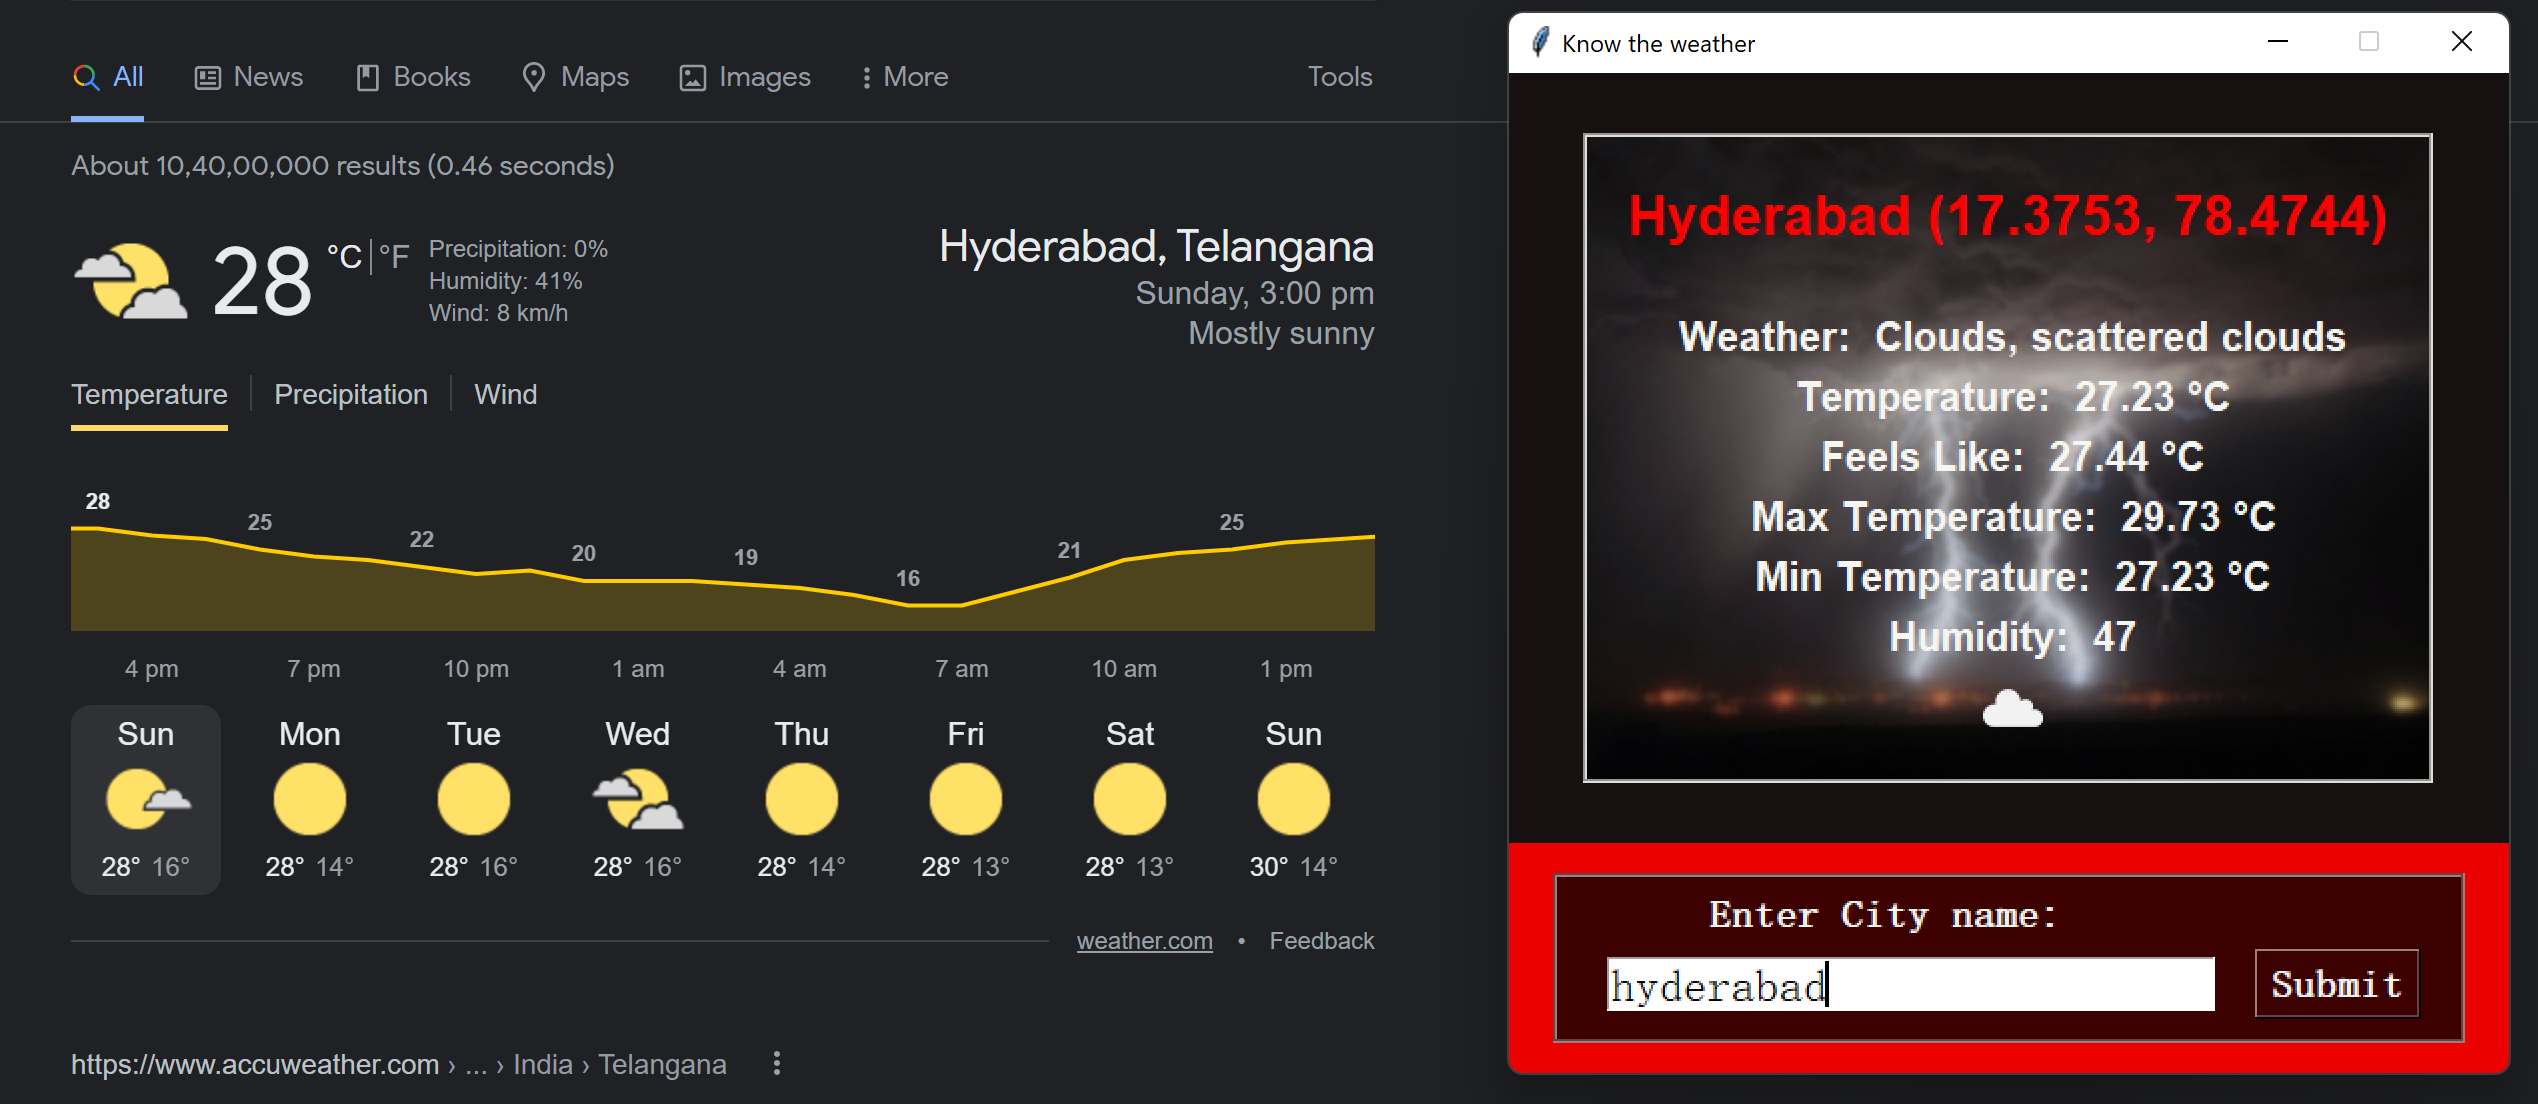 All News Books Maps Images More Tools
About 10,40,00,000 results (0.46 seconds)
28 °C | °F
Precipitation: 0%
Humidity: 41%
Wind: 8 km/h
Hyderabad, Telangana
Sunday, 3:00 pm
Mostly sunny
Temperature | Precipitation | Wind
28 25 22 20 19 16 21 25
4 pm 7 pm 10 pm 1 am 4 am 7 am 10 am 1 pm
Sun Mon Tue Wed Thu Fri Sat Sun
28° 16° 28° 14° 28° 16° 28° 16° 28° 14° 28° 13° 28° 13° 30° 14°
weather.com • Feedback
https://www.accuweather.com › ... › India › Telangana
Know the weather
Hyderabad (17.3753, 78.4744)
Weather: Clouds, scattered clouds
Temperature: 27.23 °C
Feels Like: 27.44 °C
Max Temperature: 29.73 °C
Min Temperature: 27.23 °C
Humidity: 47
Enter City name:
hyderabad
Submit